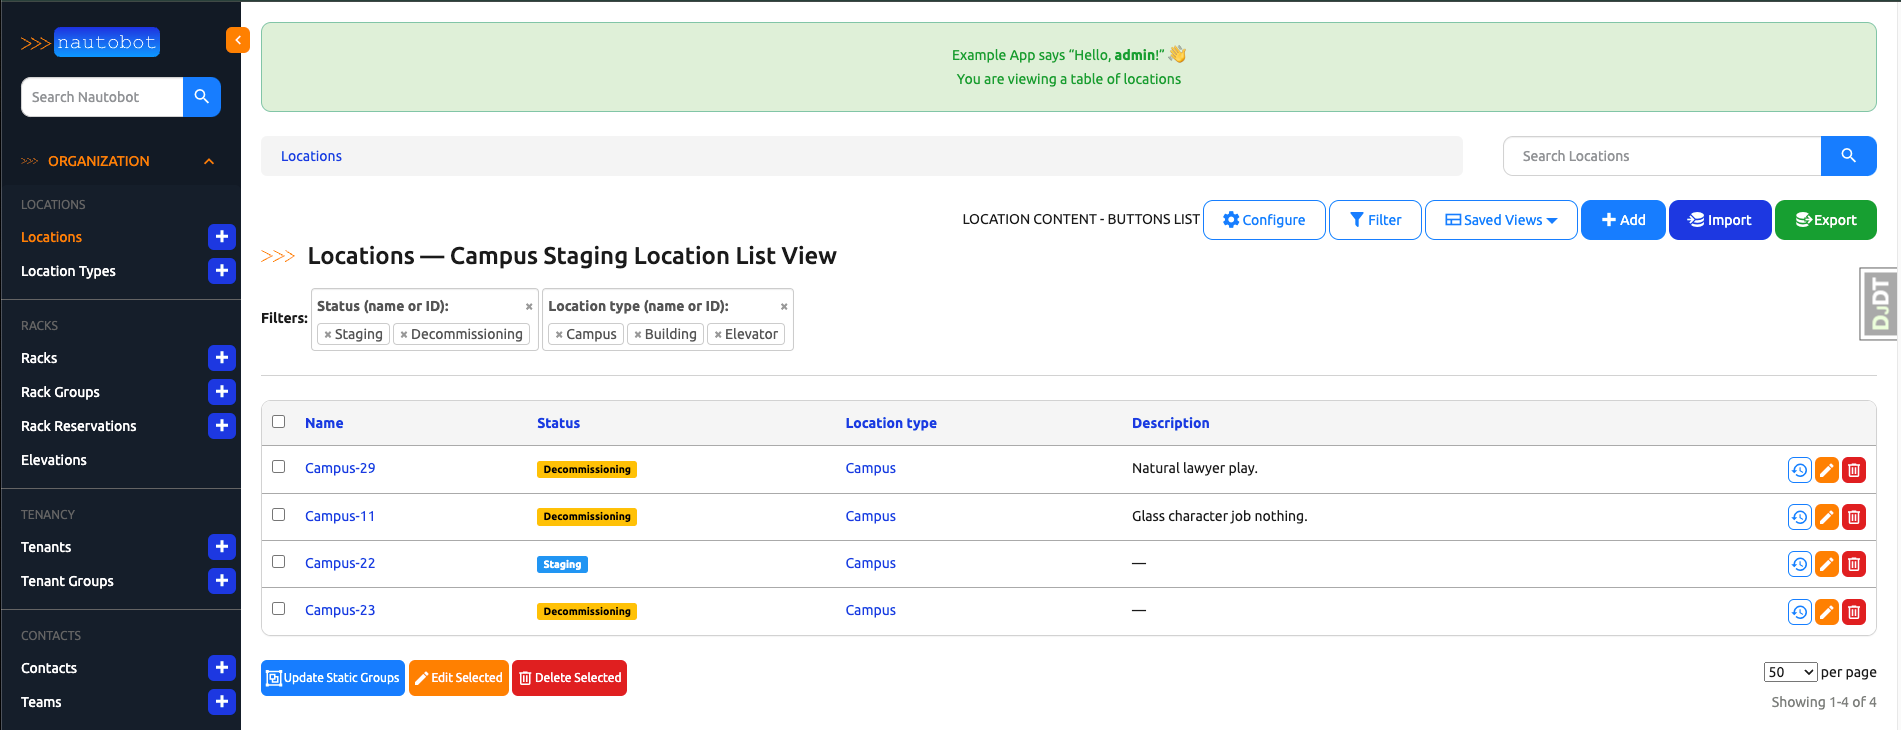 nautobot
Search Nautobot
ORGANIZATION
LOCATIONS
Locations
Location Types
RACKS
Racks
Rack Groups
Rack Reservations
Elevations
TENANCY
Tenants
Tenant Groups
CONTACTS
Contacts
Teams
Example App says “Hello, admin!” 👋
You are viewing a table of locations
Locations
Search Locations
LOCATION CONTENT - BUTTONS LIST Configure Filter Saved Views Add Import Export
Locations — Campus Staging Location List View
Filters:
Status (name or ID): ×
× Staging × Decommissioning
Location type (name or ID): ×
× Campus × Building × Elevator
DJDT
Name Status Location type Description
Campus-29 Decommissioning Campus Natural lawyer play.
Campus-11 Decommissioning Campus Glass character job nothing.
Campus-22 Staging Campus —
Campus-23 Decommissioning Campus —
Update Static Groups Edit Selected Delete Selected
50 per page
Showing 1-4 of 4